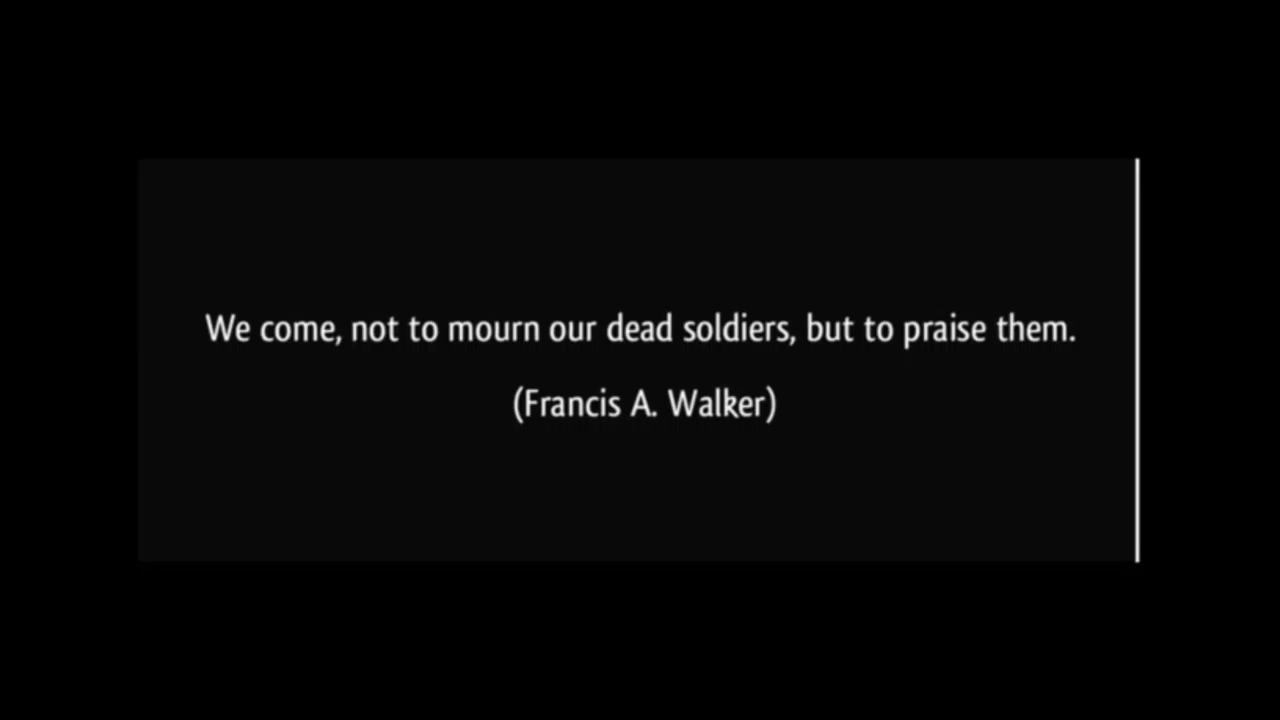 We come, not to mourn our dead soldiers, but to praise them.
(Francis A. Walker)